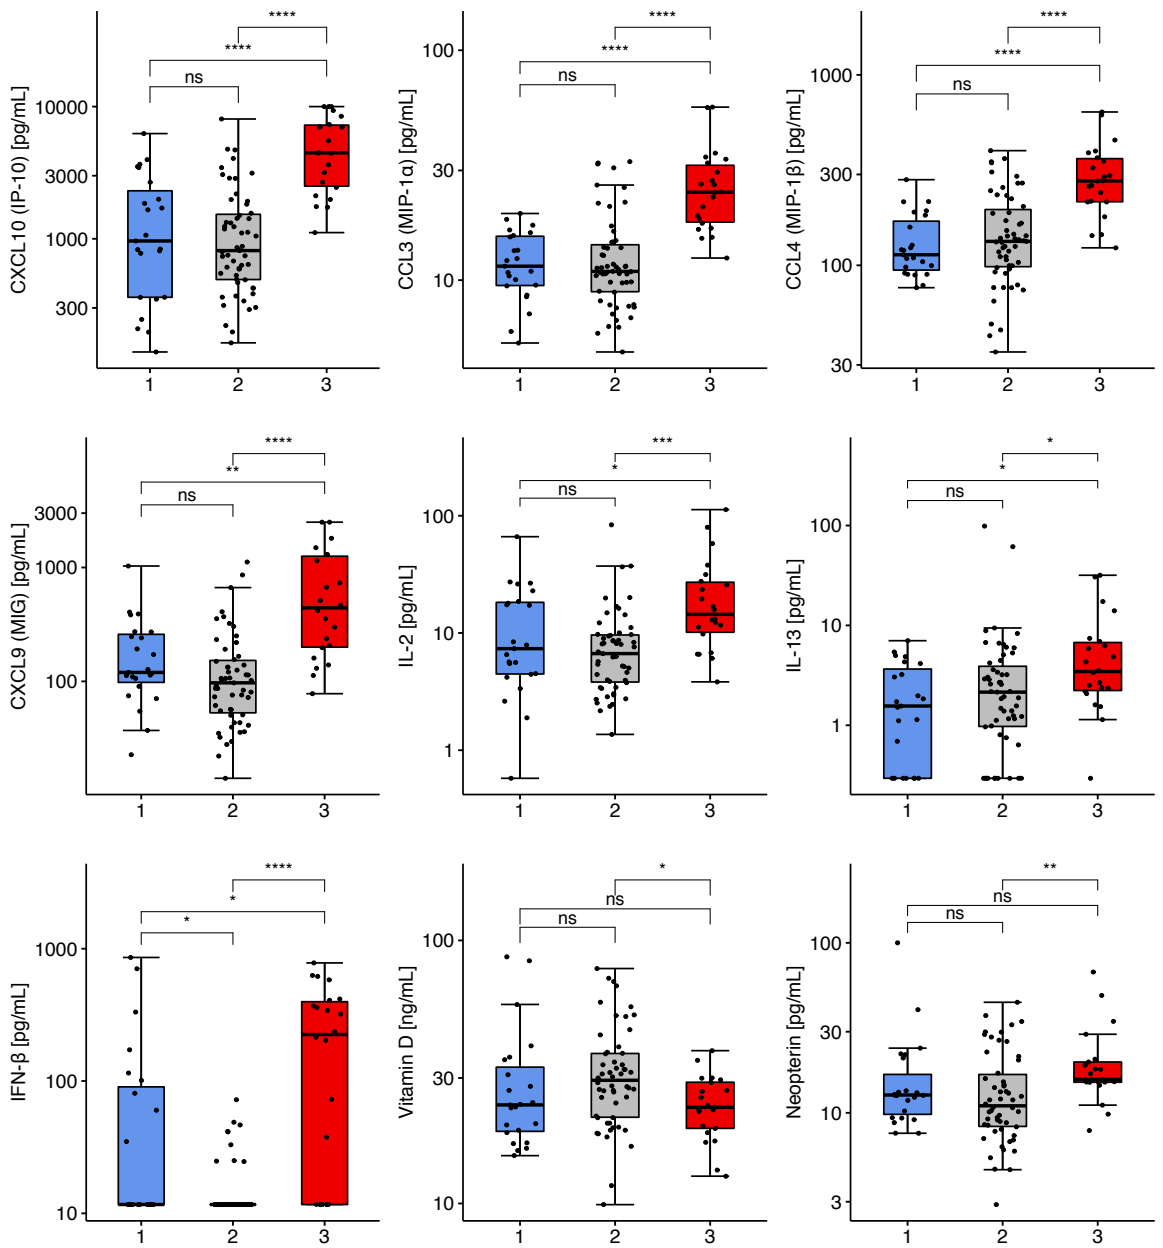 CXCL10 (IP-10) [pg/mL]
10000
3000
1000
300
****
****
ns
1 2 3
CCL3 (MIP-1α) [pg/mL]
100
30
10
****
****
ns
1 2 3
CCL4 (MIP-1β) [pg/mL]
1000
300
100
30
****
****
ns
1 2 3
CXCL9 (MIG) [pg/mL]
3000
1000
100
****
**
ns
1 2 3
IL-2 [pg/mL]
100
10
1
***
*
ns
1 2 3
IL-13 [pg/mL]
100
10
1
*
*
ns
1 2 3
IFN-β [pg/mL]
1000
100
10
****
*
*
1 2 3
Vitamin D [ng/mL]
100
30
10
*
ns
ns
1 2 3
Neopterin [pg/mL]
100
30
10
3
**
ns
ns
1 2 3